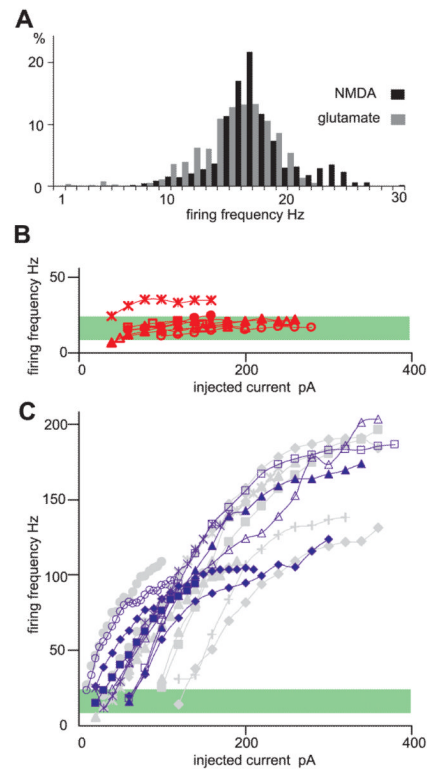 A
%
20
10
0
NMDA
glutamate
1 10 20 30
firing frequency Hz
B
firing frequency Hz
50
0
0 200 400
injected current pA
C
firing frequency Hz
200
150
100
50
0
0 200 400
injected current pA